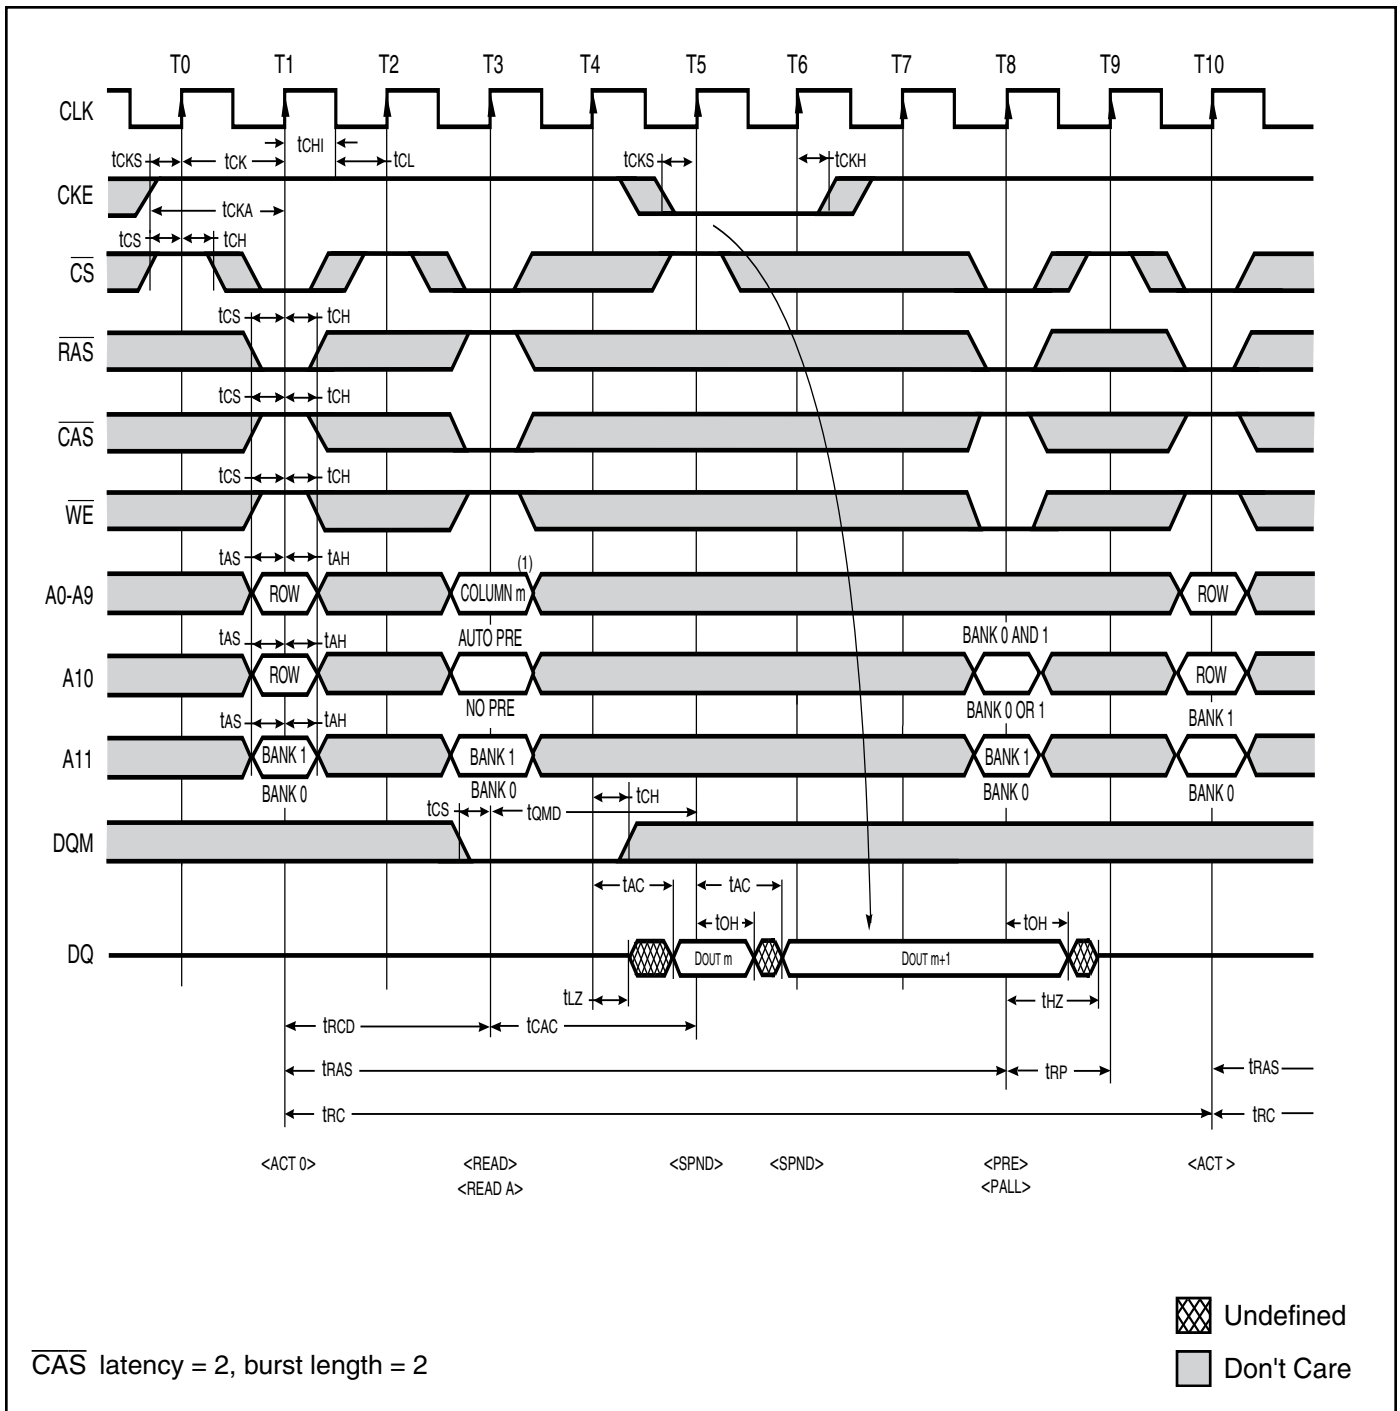 T0 T1 T2 T3 T4 T5 T6 T7 T8 T9 T10
CLK
tCHI
tCKS tCK tCL tCKS tCKH
CKE
tCKA
tCS tCH
CS
tCS tCH
RAS
tCS tCH
CAS
tCS tCH
WE
tAS tAH (1)
A0-A9 ROW COLUMN m ROW
tAS tAH AUTO PRE BANK 0 AND 1
A10 ROW ROW
NO PRE BANK 0 OR 1 BANK 1
tAS tAH
A11 BANK 1 BANK 1 BANK 1
BANK 0 BANK 0 BANK 0 BANK 0
tCS tQMD tCH
DQM
tAC tAC
tOH tOH
DQ DOUT m DOUT m+1
tLZ tHZ
tRCD tCAC
tRAS tRP tRAS
tRC tRC
<ACT 0> <READ> <SPND> <SPND> <PRE> <ACT >
<READ A> <PALL>
Undefined
CAS latency = 2, burst length = 2
Don't Care